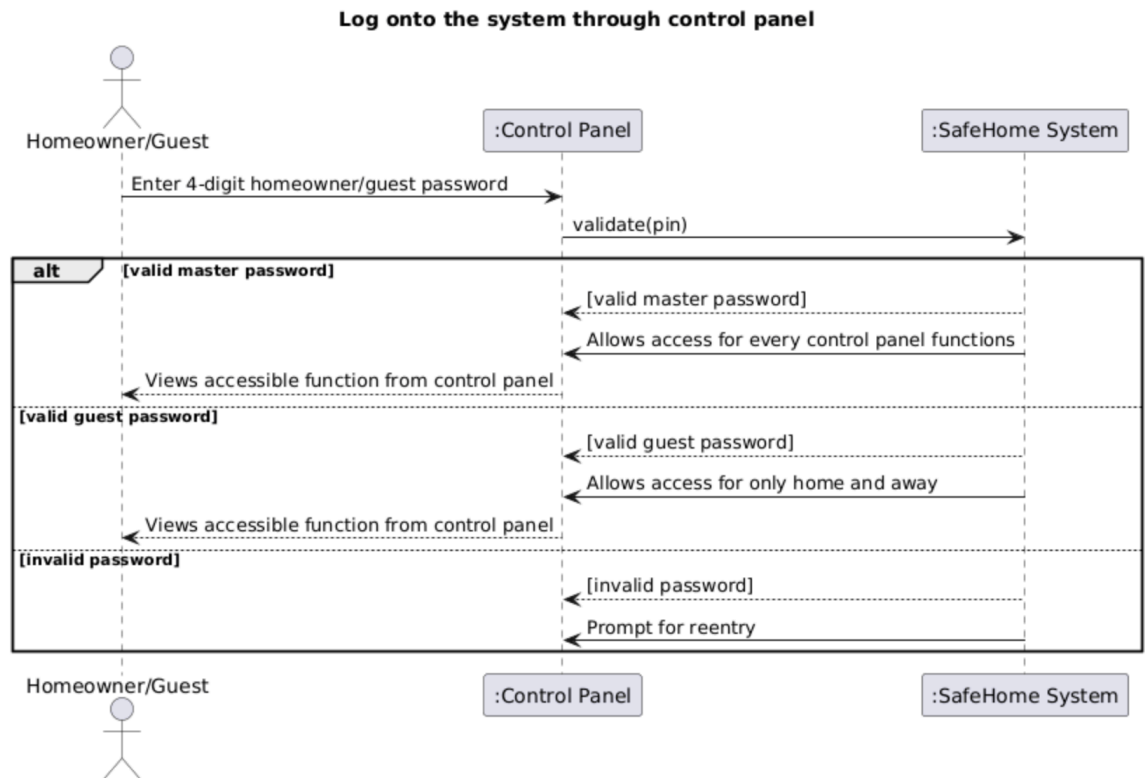 Log onto the system through control panel
Homeowner/Guest
:Control Panel
:SafeHome System
Enter 4-digit homeowner/guest password
validate(pin)
alt
[valid master password]
[valid master password]
Allows access for every control panel functions
Views accessible function from control panel
[valid guest password]
[valid guest password]
Allows access for only home and away
Views accessible function from control panel
[invalid password]
[invalid password]
Prompt for reentry
Homeowner/Guest
:Control Panel
:SafeHome System